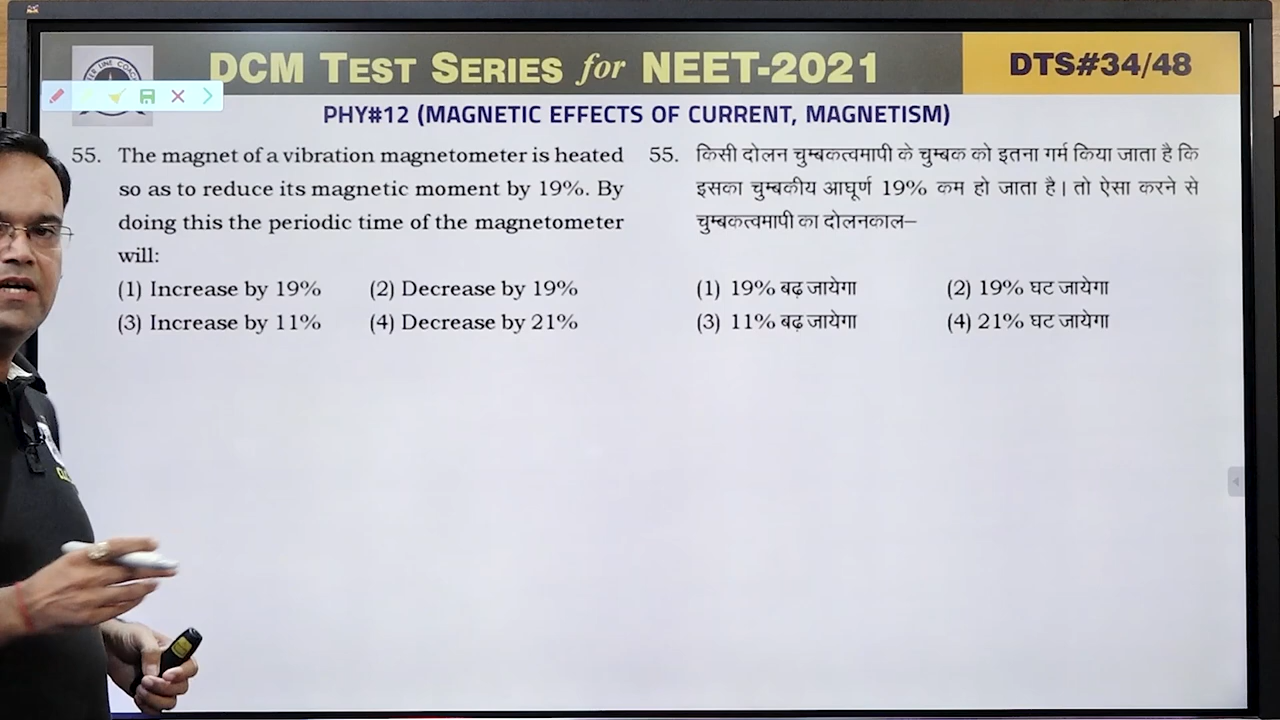 DCM TEST SERIES for NEET-2021
DTS#34/48
PHY#12 (MAGNETIC EFFECTS OF CURRENT, MAGNETISM)
55. The magnet of a vibration magnetometer is heated
so as to reduce its magnetic moment by 19%. By
doing this the periodic time of the magnetometer
will:
(1) Increase by 19% (2) Decrease by 19%
(3) Increase by 11% (4) Decrease by 21%
55. किसी दोलन चुम्बकत्वमापी के चुम्बक को इतना गर्म किया जाता है कि
इसका चुम्बकीय आघूर्ण 19% कम हो जाता है। तो ऐसा करने से
चुम्बकत्वमापी का दोलनकाल–
(1) 19% बढ़ जायेगा (2) 19% घट जायेगा
(3) 11% बढ़ जायेगा (4) 21% घट जायेगा